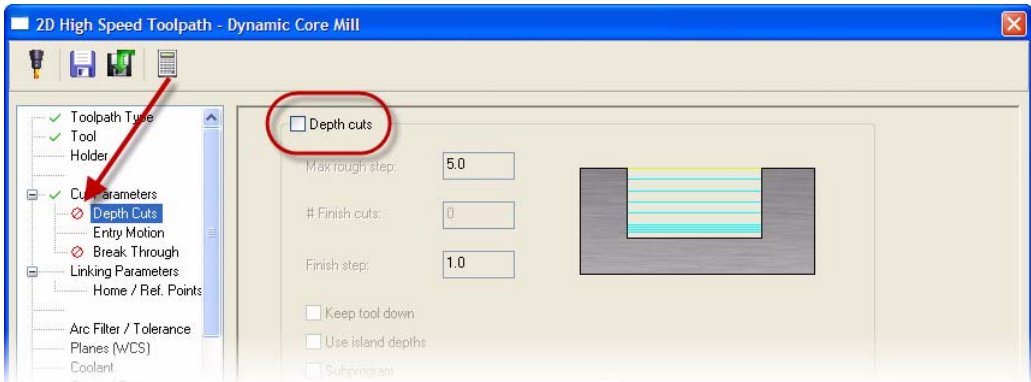 2D High Speed Toolpath - Dynamic Core Mill
Toolpath Type
Tool
Holder
Cut Parameters
Depth Cuts
Entry Motion
Break Through
Linking Parameters
Home / Ref. Points
Arc Filter / Tolerance
Planes (WCS)
Coolant
Depth cuts
Max rough step: 5.0
# Finish cuts: 0
Finish step: 1.0
Keep tool down
Use island depths
Subprogram